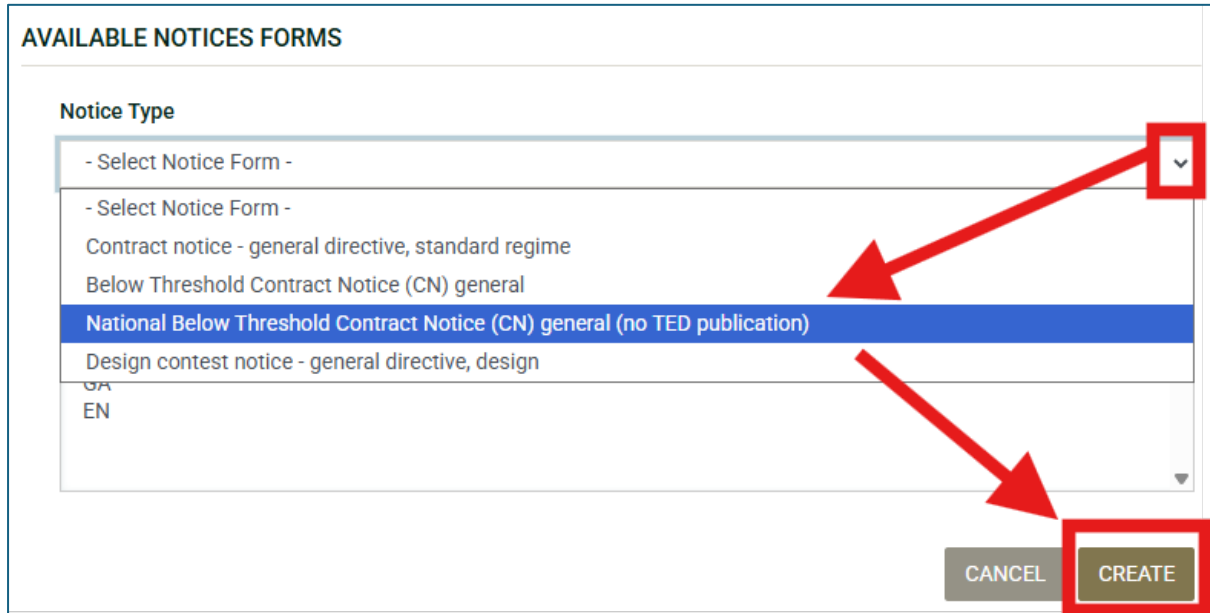 AVAILABLE NOTICES FORMS
Notice Type
- Select Notice Form -
- Select Notice Form -
Contract notice - general directive, standard regime
Below Threshold Contract Notice (CN) general
National Below Threshold Contract Notice (CN) general (no TED publication)
Design contest notice - general directive, design
GA
EN
CANCEL CREATE